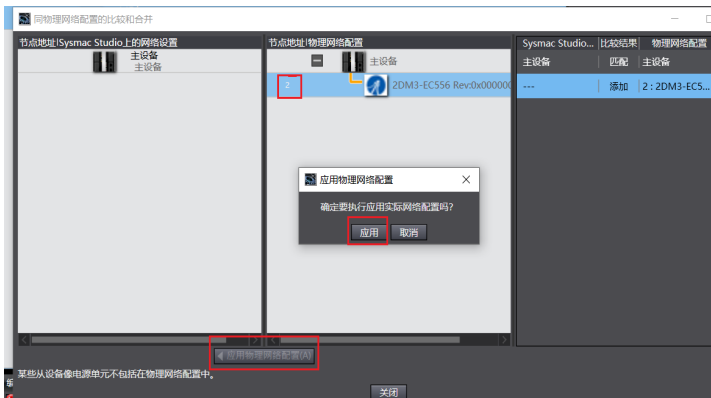 同物理网络配置的比较和合并
节点地址|Sysmac Studio上的网络设置
主设备
主设备
节点地址|物理网络配置
主设备
2
2DM3-EC556 Rev:0x000000
Sysmac Studio... 比较结果 物理网络配置
主设备 匹配 主设备
--- 添加 2 : 2DM3-EC5...
应用物理网络配置
确定要执行应用实际网络配置吗?
应用 取消
应用物理网络配置(A)
某些从设备像电源单元不包括在物理网络配置中。
关闭